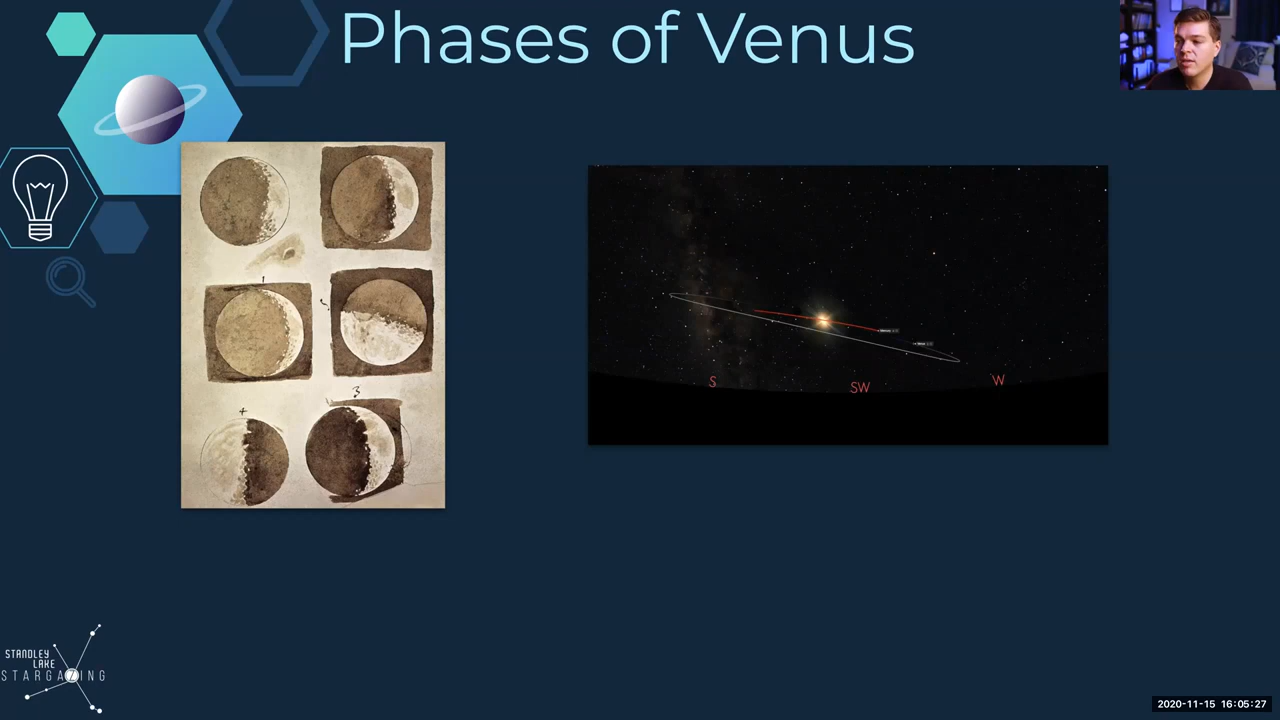 Phases of Venus
S
SW
W
STANDLEY
LAKE
STARGAZING
2020-11-15 16:05:27